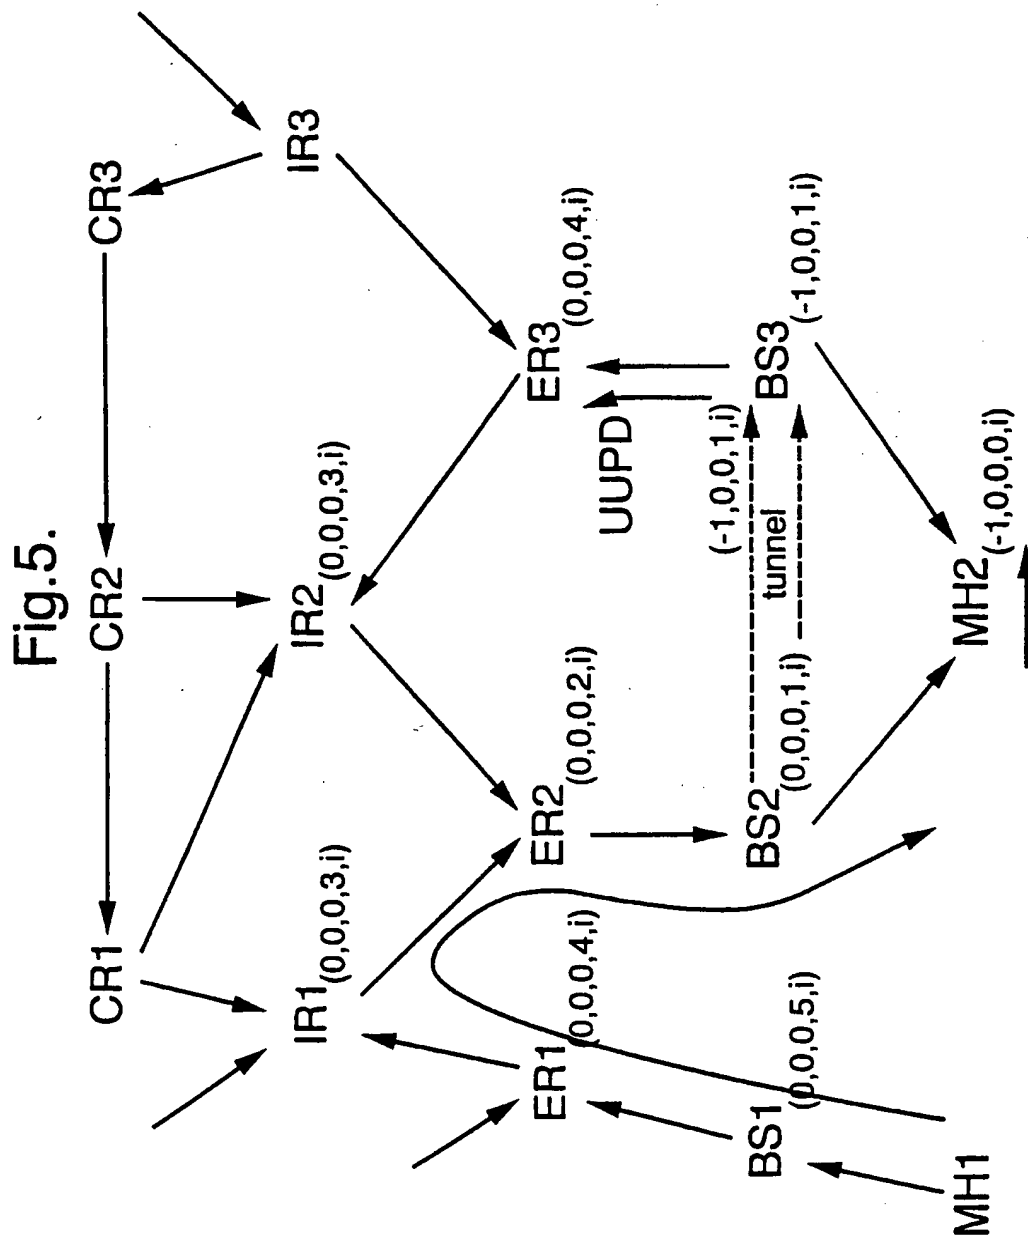 Fig.5.
CR1
CR2
CR3
IR1(0,0,0,3,i)
IR2(0,0,0,3,i)
IR3
ER1(0,0,0,4,i)
ER2(0,0,0,2,i)
ER3(0,0,0,4,i)
UUPD
BS1(0,0,0,5,i)
BS2(0,0,0,1,i)
(-1,0,0,1,i)
tunnel
BS3(-1,0,0,1,i)
MH1
MH2(-1,0,0,0,i)